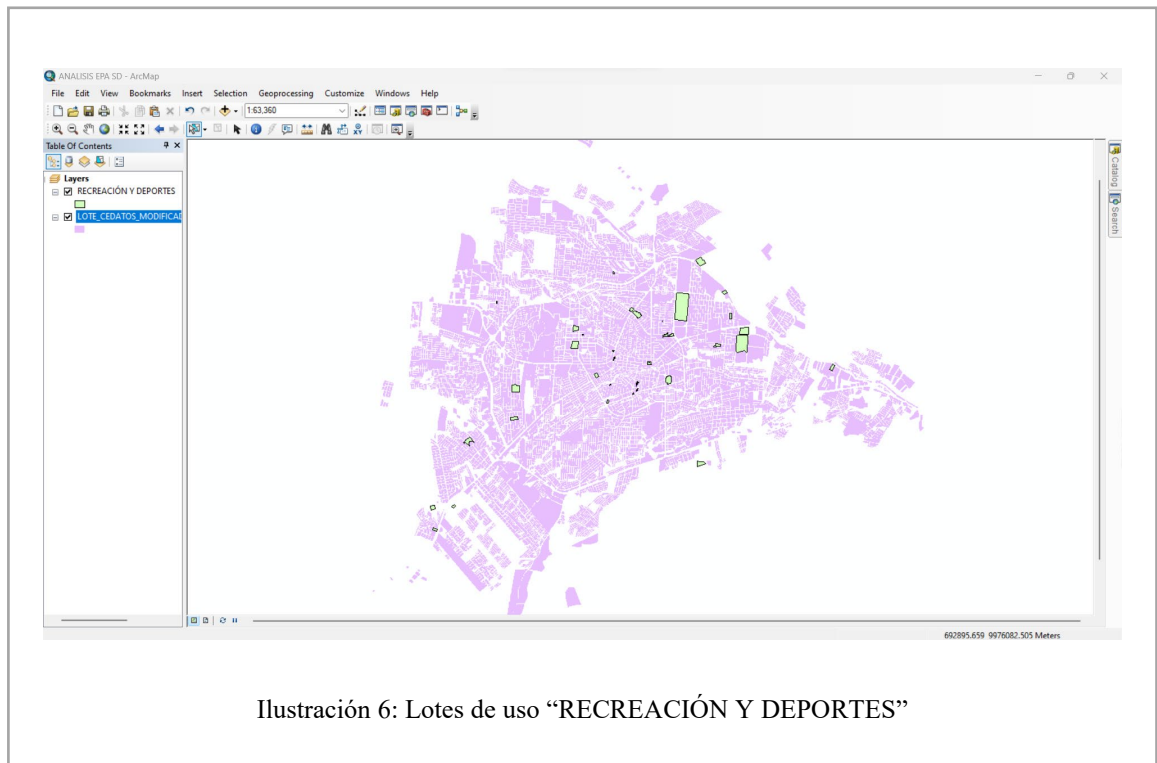 ANALISIS EPA SD - ArcMap
File Edit View Bookmarks Insert Selection Geoprocessing Customize Windows Help
1:63,360
Table Of Contents
Layers
RECREACIÓN Y DEPORTES
LOTE_CEDATOS_MODIFICAD
Catalog
Search
692895.659 9976082.505 Meters
Ilustración 6: Lotes de uso “RECREACIÓN Y DEPORTES”